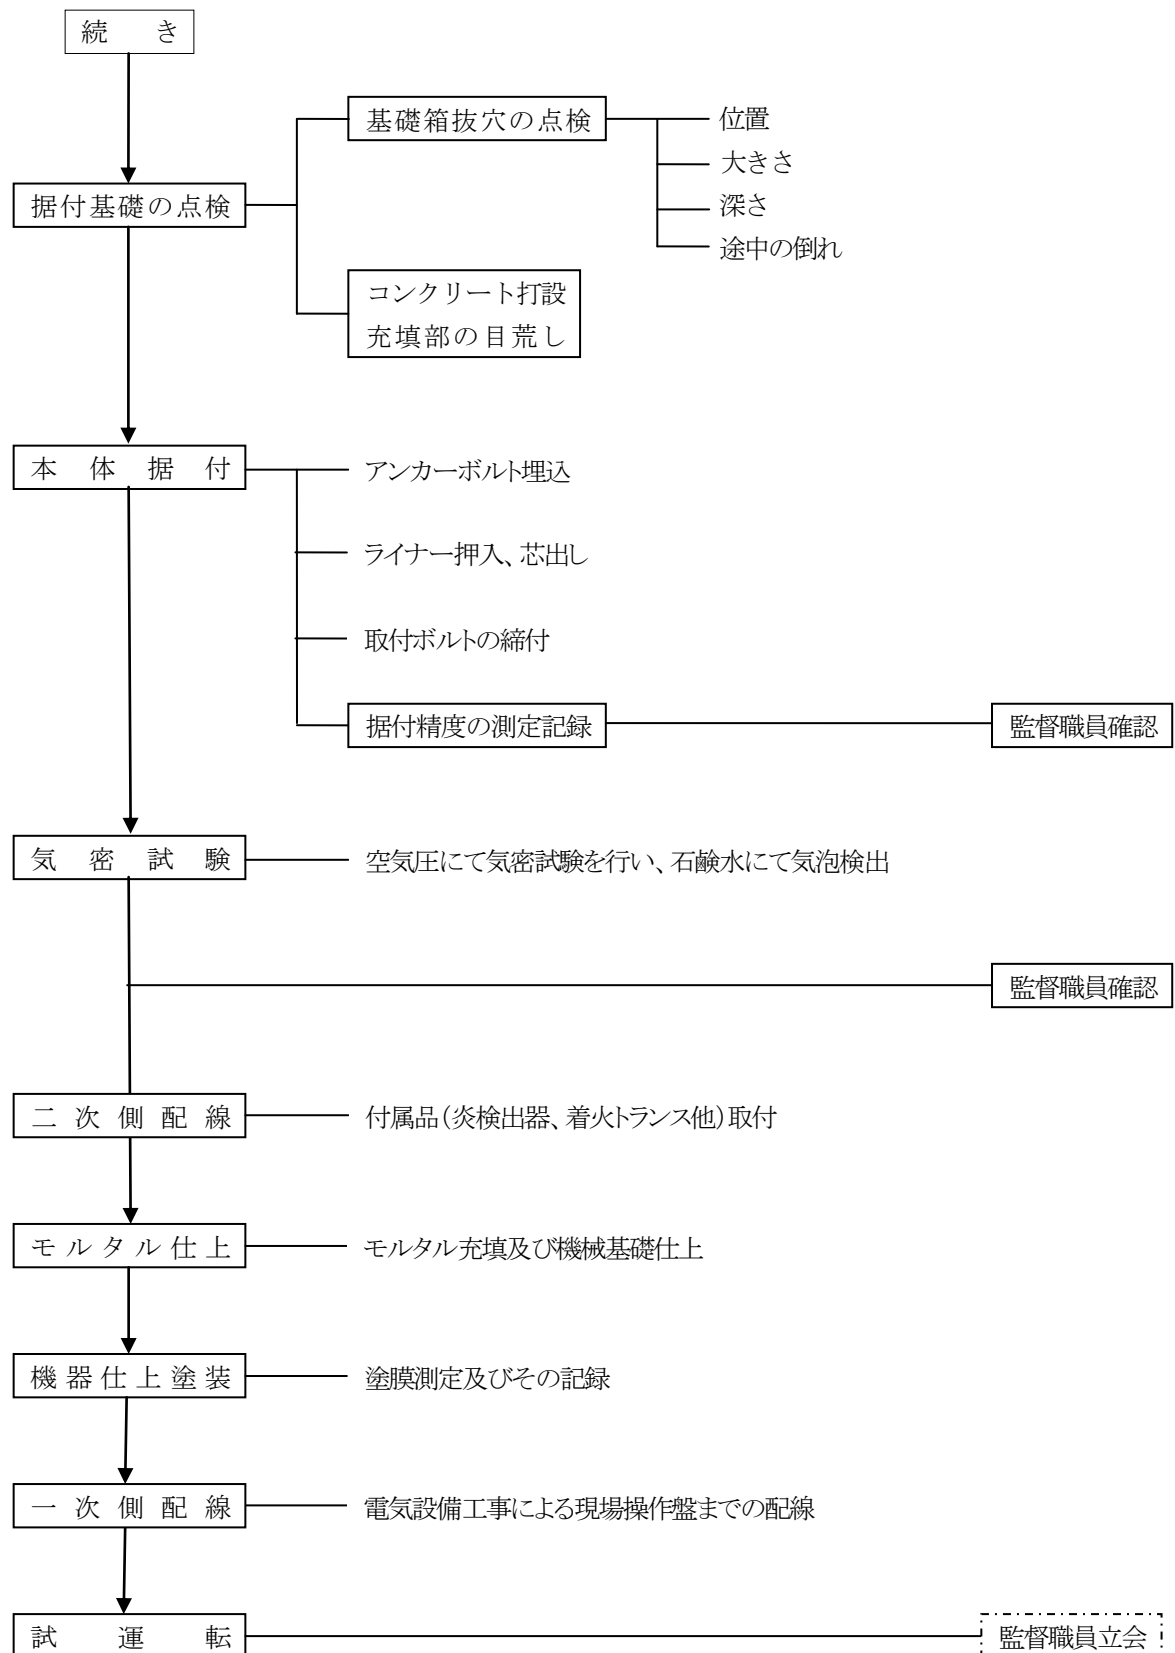 続き
基礎箱抜穴の点検
位置
大きさ
深さ
途中の倒れ
据付基礎の点検
コンクリート打設
充填部の目荒し
本体据付
アンカーボルト埋込
ライナー押入、芯出し
取付ボルトの締付
据付精度の測定記録
監督職員確認
気密試験
空気圧にて気密試験を行い、石鹸水にて気泡検出
監督職員確認
二次側配線
付属品(炎検出器、着火トランス他)取付
モルタル仕上
モルタル充填及び機械基礎仕上
機器仕上塗装
塗膜測定及びその記録
一次側配線
電気設備工事による現場操作盤までの配線
試運転
監督職員立会